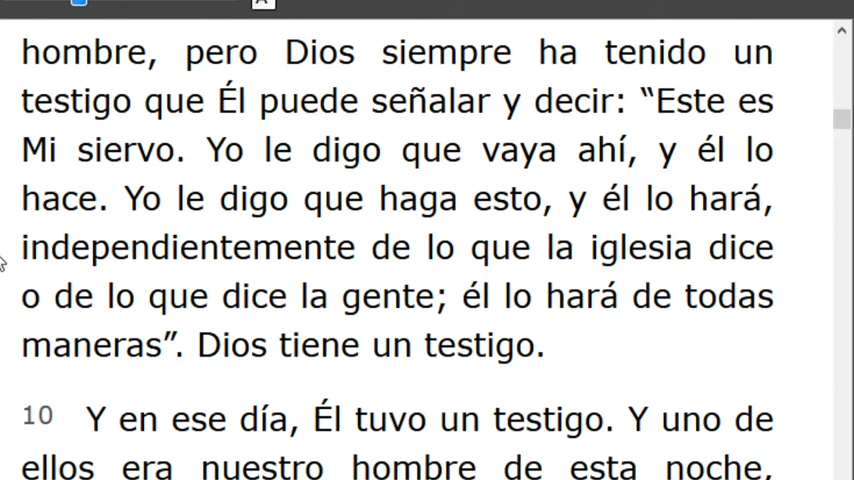 hombre, pero Dios siempre ha tenido un
testigo que Él puede señalar y decir: “Este es
Mi siervo. Yo le digo que vaya ahí, y él lo
hace. Yo le digo que haga esto, y él lo hará,
independientemente de lo que la iglesia dice
o de lo que dice la gente; él lo hará de todas
maneras”. Dios tiene un testigo.
10 Y en ese día, Él tuvo un testigo. Y uno de
ellos era nuestro hombre de esta noche,